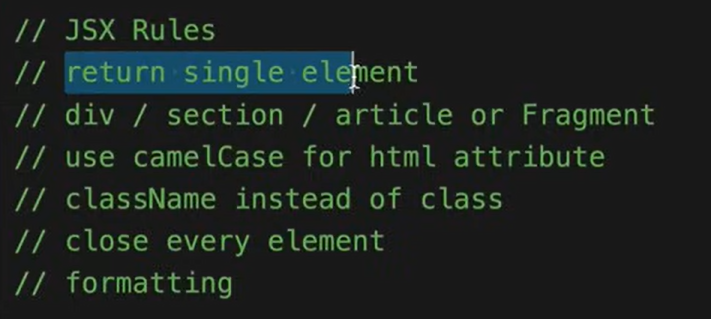 // JSX Rules
// return single element
// div / section / article or Fragment
// use camelCase for html attribute
// className instead of class
// close every element
// formatting